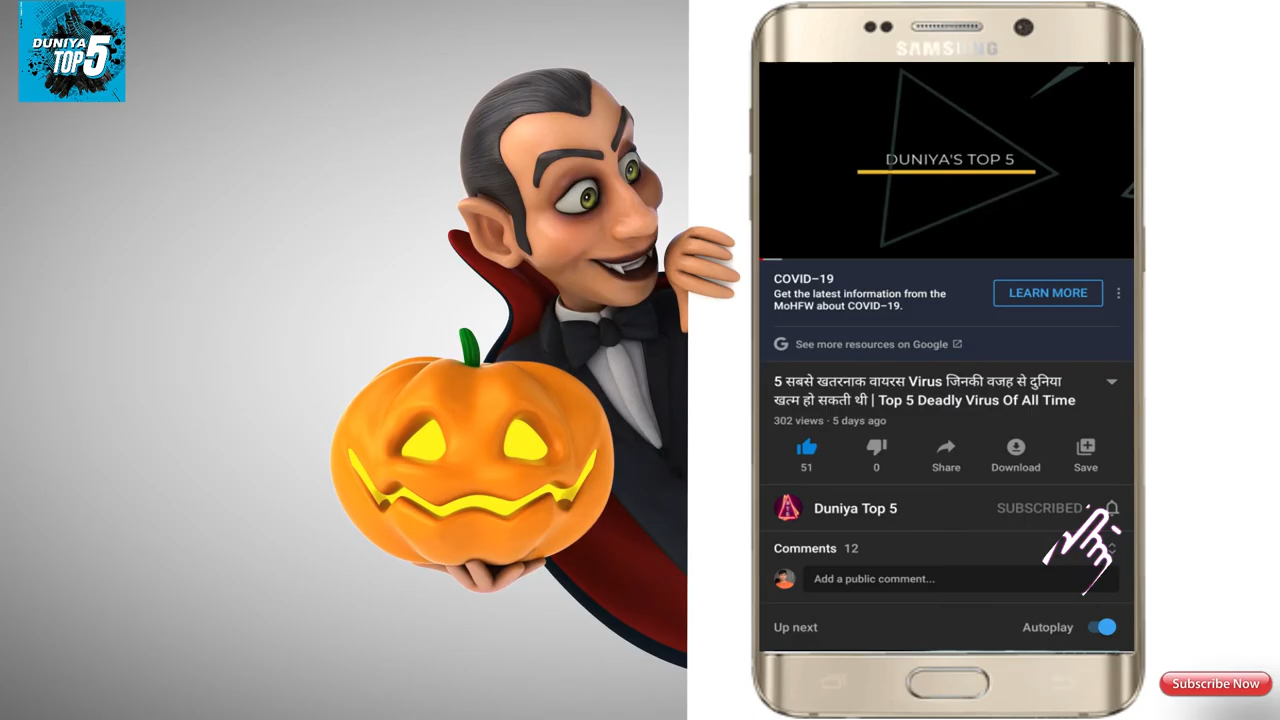 DUNIYA
TOP 5
SAMSUNG
DUNIYA'S TOP 5
COVID-19
Get the latest information from the
MoHFW about COVID-19.
LEARN MORE
See more resources on Google
5 सबसे खतरनाक वायरस Virus जिनकी वजह से दुनिया
खत्म हो सकती थी | Top 5 Deadly Virus Of All Time
302 views · 5 days ago
51
0
Share
Download
Save
Duniya Top 5
SUBSCRIBED
Comments 12
Add a public comment...
Up next
Autoplay
Subscribe Now